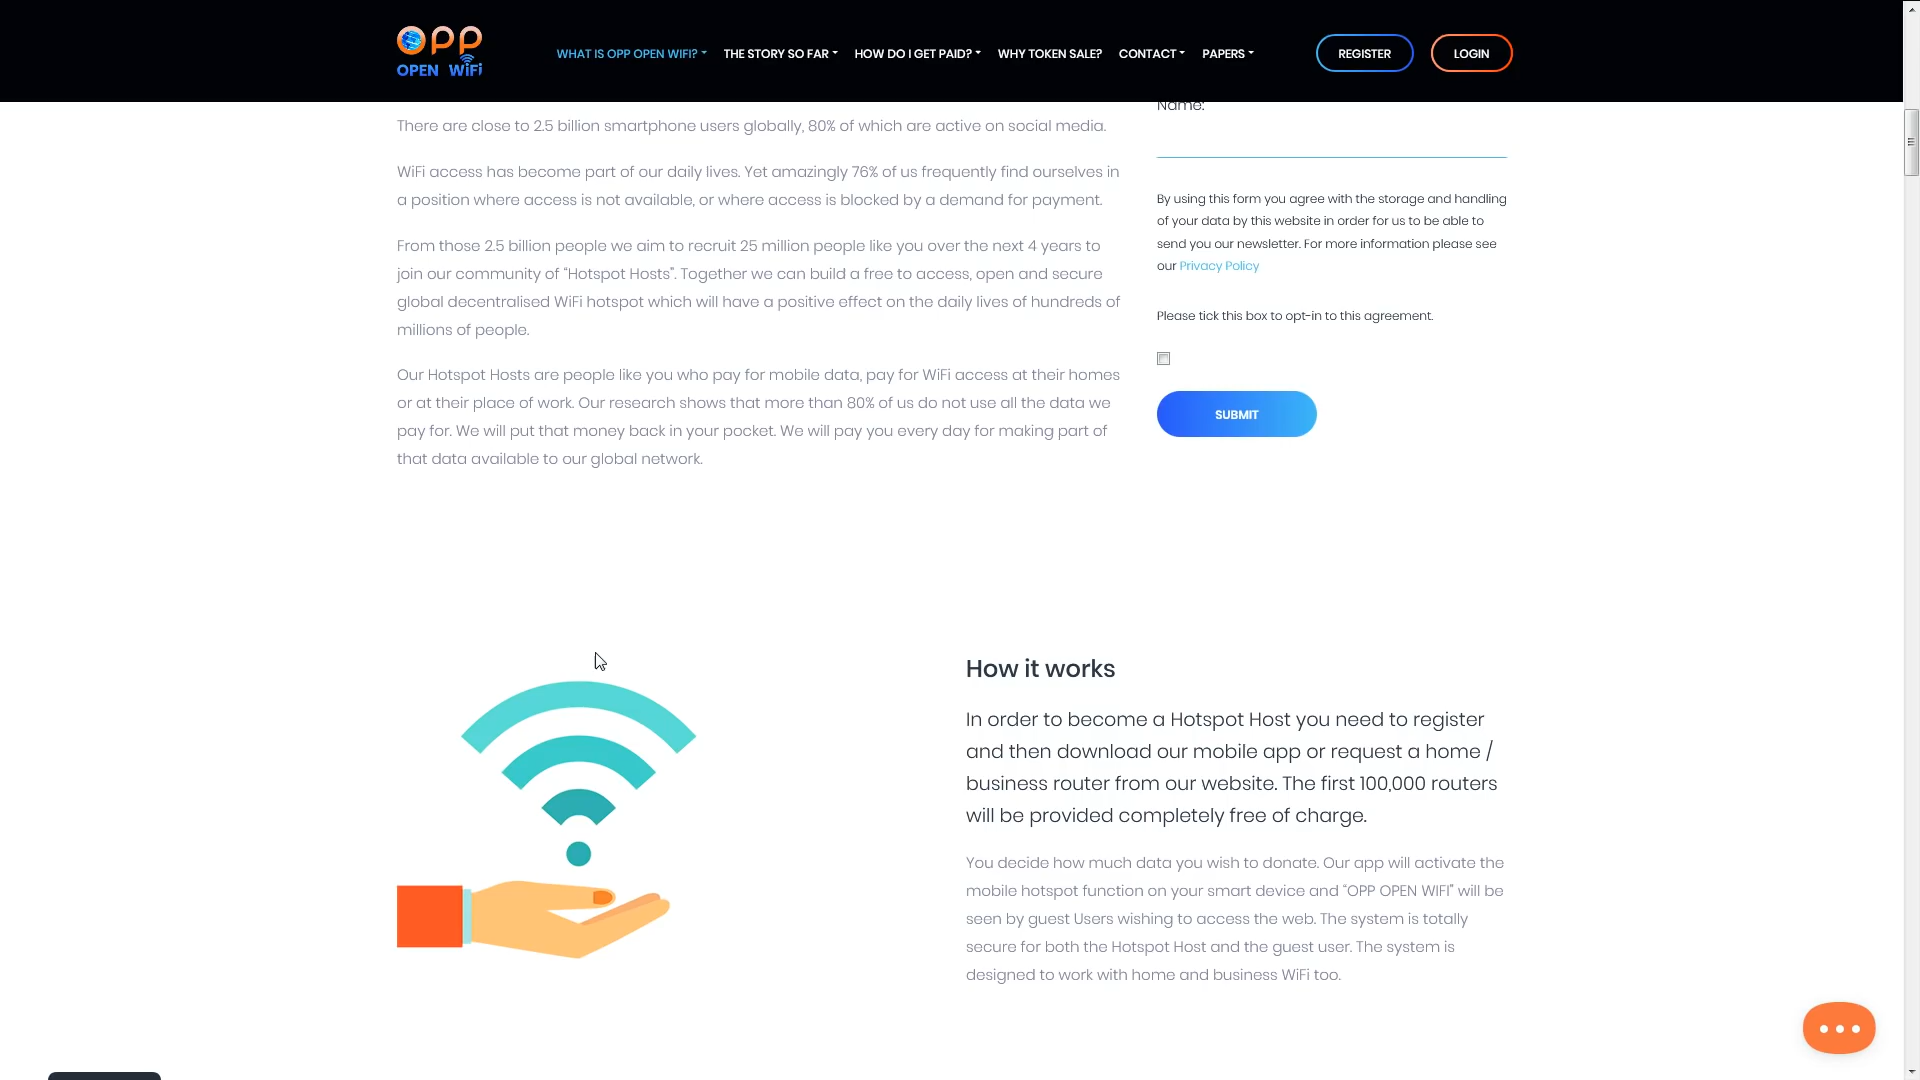 OPP
OPEN WiFi
WHAT IS OPP OPEN WIFI?
THE STORY SO FAR
HOW DO I GET PAID?
WHY TOKEN SALE?
CONTACT
PAPERS
REGISTER
LOGIN
There are close to 2.5 billion smartphone users globally, 80% of which are active on social media.
WiFi access has become part of our daily lives. Yet amazingly 76% of us frequently find ourselves in
a position where access is not available, or where access is blocked by a demand for payment.
From those 2.5 billion people we aim to recruit 25 million people like you over the next 4 years to
join our community of “Hotspot Hosts”. Together we can build a free to access, open and secure
global decentralised WiFi hotspot which will have a positive effect on the daily lives of hundreds of
millions of people.
Our Hotspot Hosts are people like you who pay for mobile data, pay for WiFi access at their homes
or at their place of work. Our research shows that more than 80% of us do not use all the data we
pay for. We will put that money back in your pocket. We will pay you every day for making part of
that data available to our global network.
Name:
By using this form you agree with the storage and handling
of your data by this website in order for us to be able to
send you our newsletter. For more information please see
our Privacy Policy
Please tick this box to opt-in to this agreement.
SUBMIT
How it works
In order to become a Hotspot Host you need to register
and then download our mobile app or request a home /
business router from our website. The first 100,000 routers
will be provided completely free of charge.
You decide how much data you wish to donate. Our app will activate the
mobile hotspot function on your smart device and “OPP OPEN WIFI” will be
seen by guest Users wishing to access the web. The system is totally
secure for both the Hotspot Host and the guest user. The system is
designed to work with home and business WiFi too.